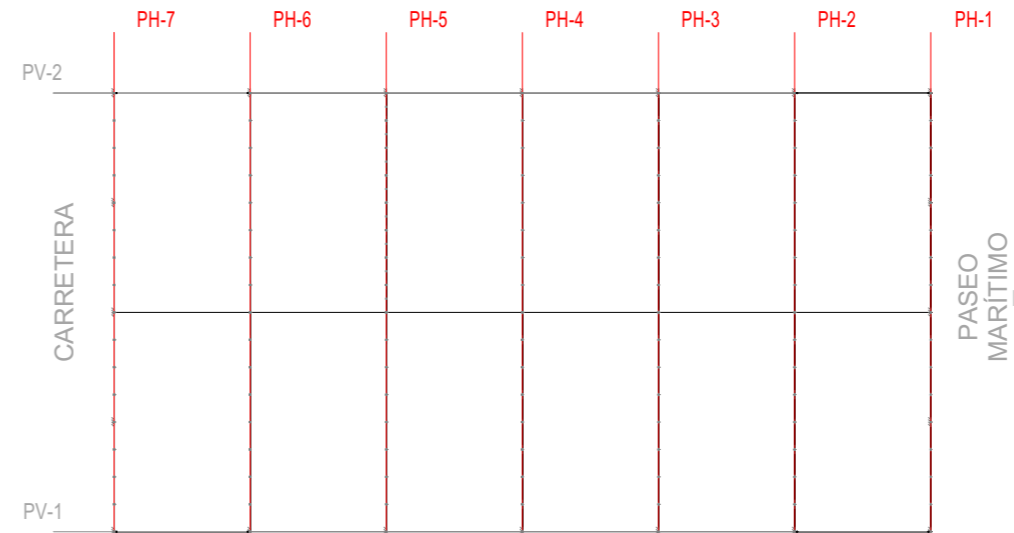 PH-7 PH-6 PH-5 PH-4 PH-3 PH-2 PH-1
PV-2
CARRETERA
PASEO
MARÍTIMO
PV-1